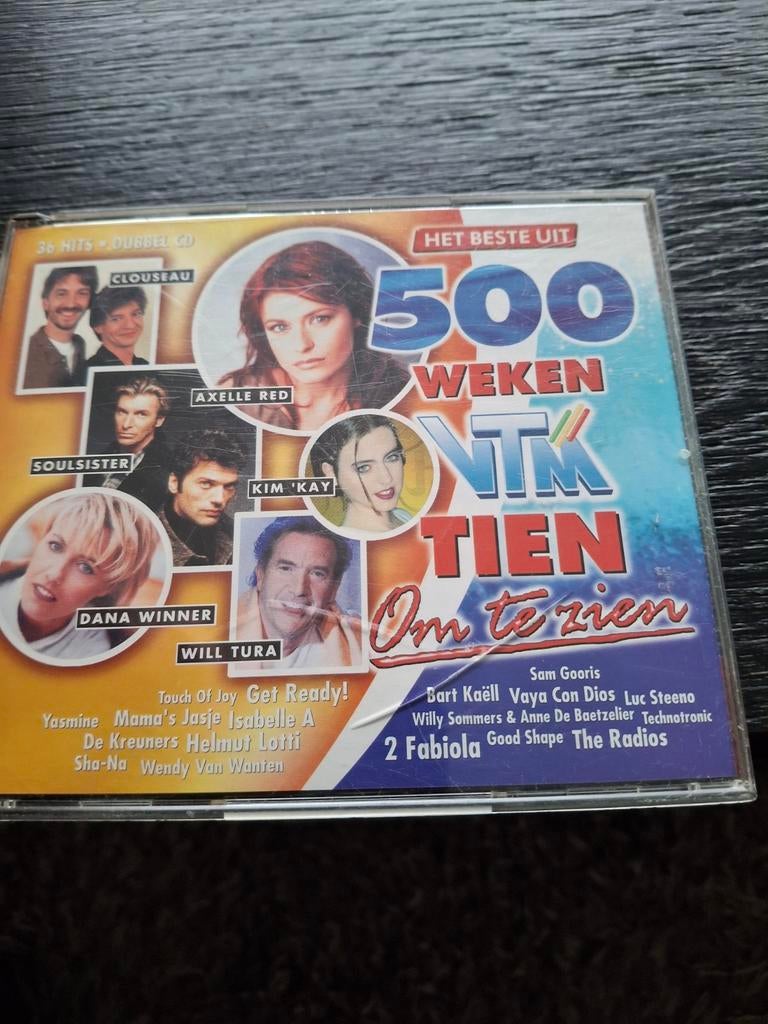 36 HITS • DUBBEL CD
CLOUSEAU
AXELLE RED
SOULSISTER
KIM 'KAY
DANA WINNER
WILL TURA
HET BESTE UIT
500
WEKEN
VTM
TIEN
Om te zien
Touch Of Joy Get Ready!
Yasmine Mama's Jasje Isabelle A
De Kreuners Helmut Lotti
Sha-Na Wendy Van Wanten
Sam Gooris
Bart Kaëll Vaya Con Dios Luc Steeno
Willy Sommers & Anne De Baetzelier Technotronic
2 Fabiola Good Shape The Radios